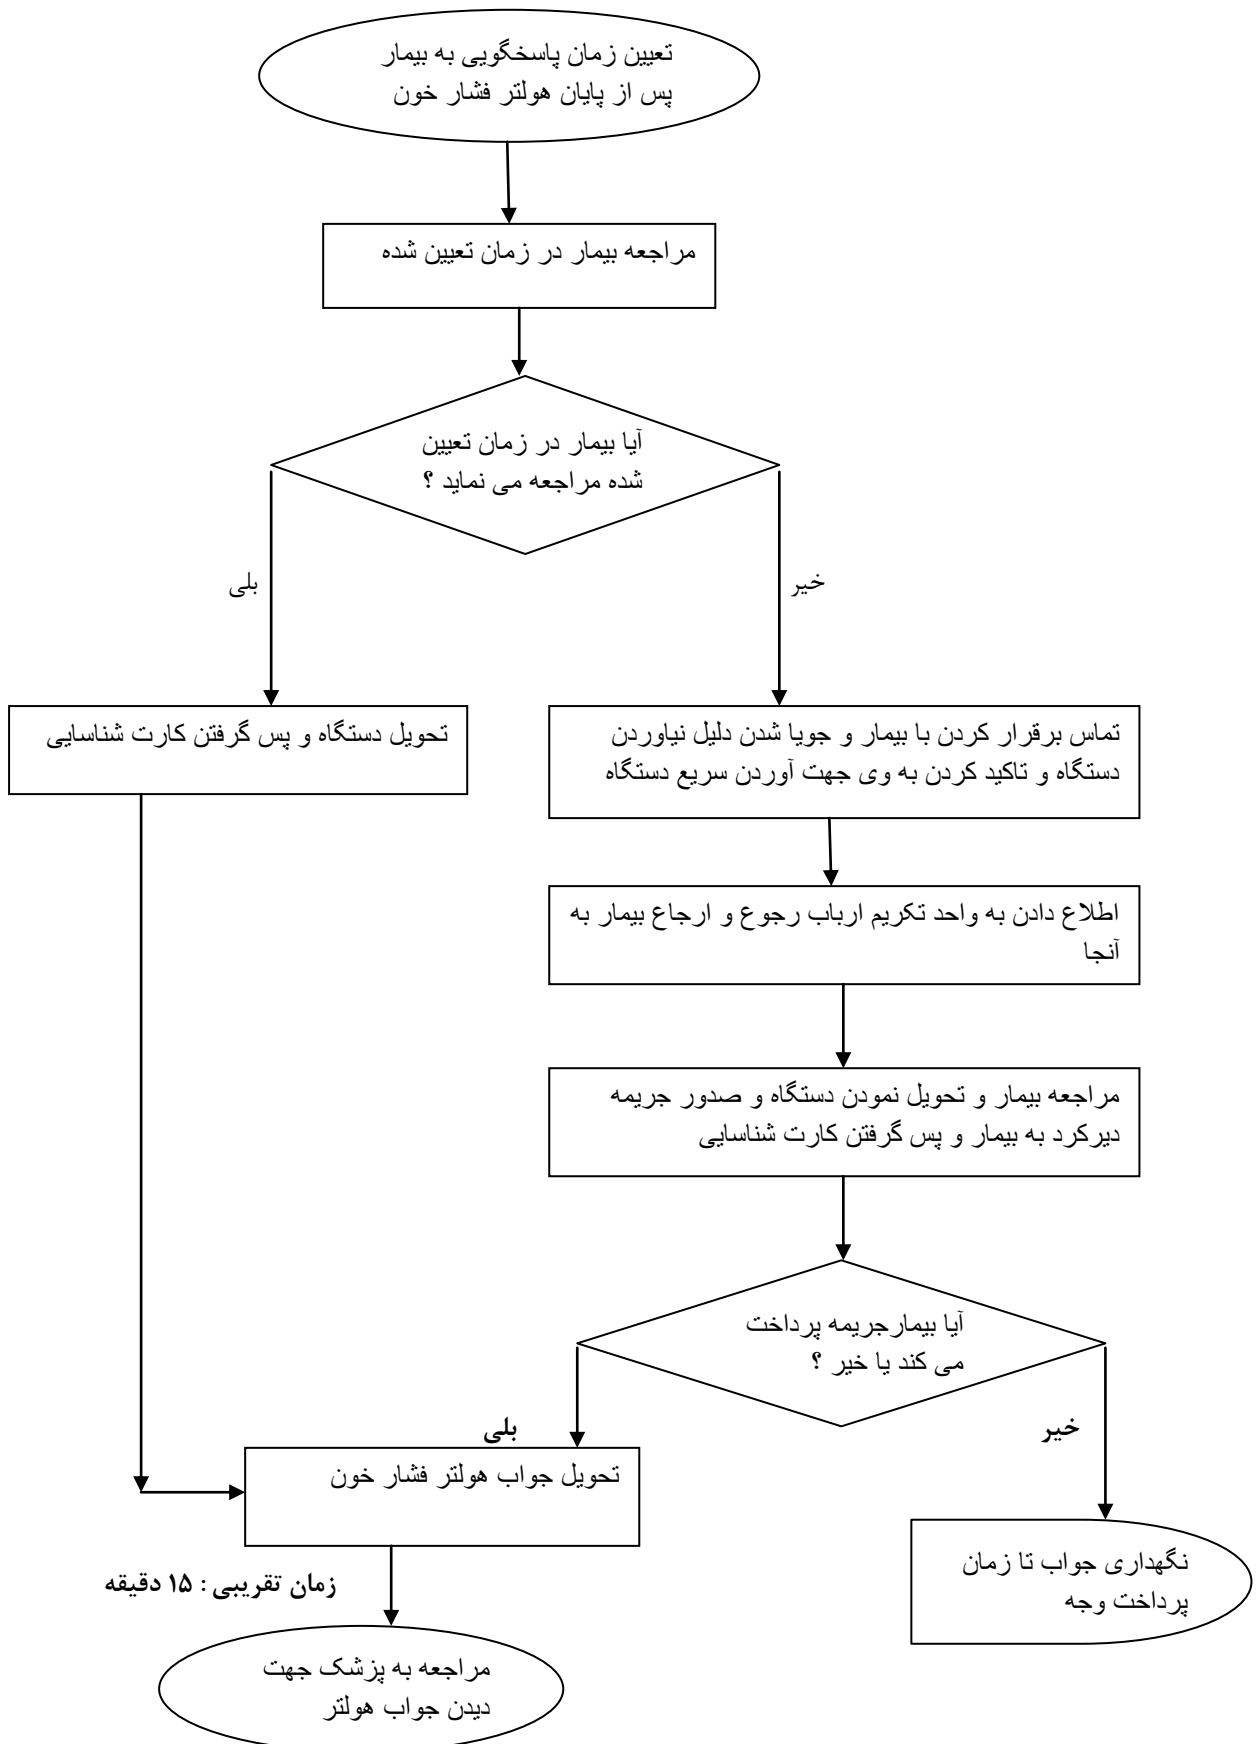 تعیین زمان پاسخگویی به بیمار
پس از پایان هولتر فشار خون
مراجعه بیمار در زمان تعیین شده
آیا بیمار در زمان تعیین
شده مراجعه می نماید ؟
خیر
بلی
تماس برقرار کردن با بیمار و جویا شدن دلیل نیاوردن
دستگاه و تاکید کردن به وی جهت آوردن سریع دستگاه
تحویل دستگاه و پس گرفتن کارت شناسایی
اطلاع دادن به واحد تکریم ارباب رجوع و ارجاع بیمار به
آنجا
مراجعه بیمار و تحویل نمودن دستگاه و صدور جریمه
دیرکرد به بیمار و پس گرفتن کارت شناسایی
آیا بیمارجریمه پرداخت
می کند یا خیر ؟
خیر
بلی
تحویل جواب هولتر فشار خون
نگهداری جواب تا زمان
پرداخت وجه
زمان تقریبی : ۱۵ دقیقه
مراجعه به پزشک جهت
دیدن جواب هولتر